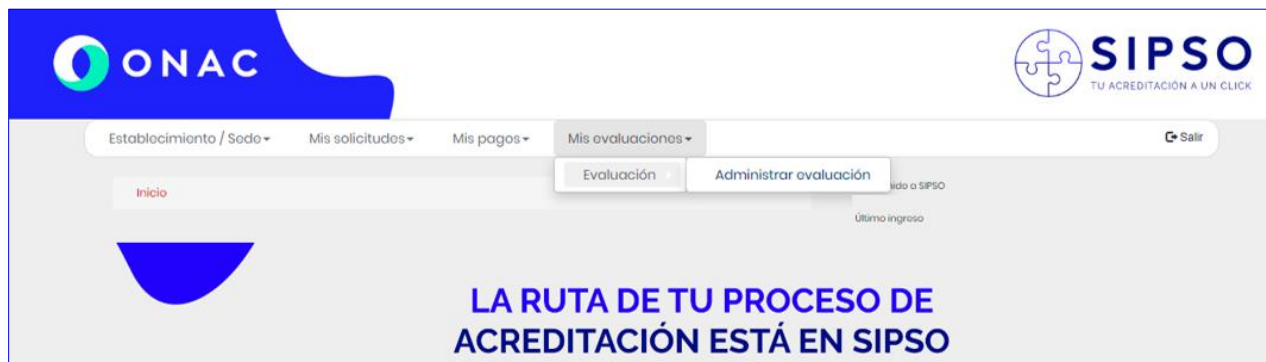 ONAC
SIPSO
TU ACREDITACIÓN A UN CLICK
Establecimiento / Sede Mis solicitudes Mis pagos Mis evaluaciones Salir
Evaluación Administrar evaluación
Inicio a SIPSO
Último ingreso
LA RUTA DE TU PROCESO DE
ACREDITACIÓN ESTÁ EN SIPSO